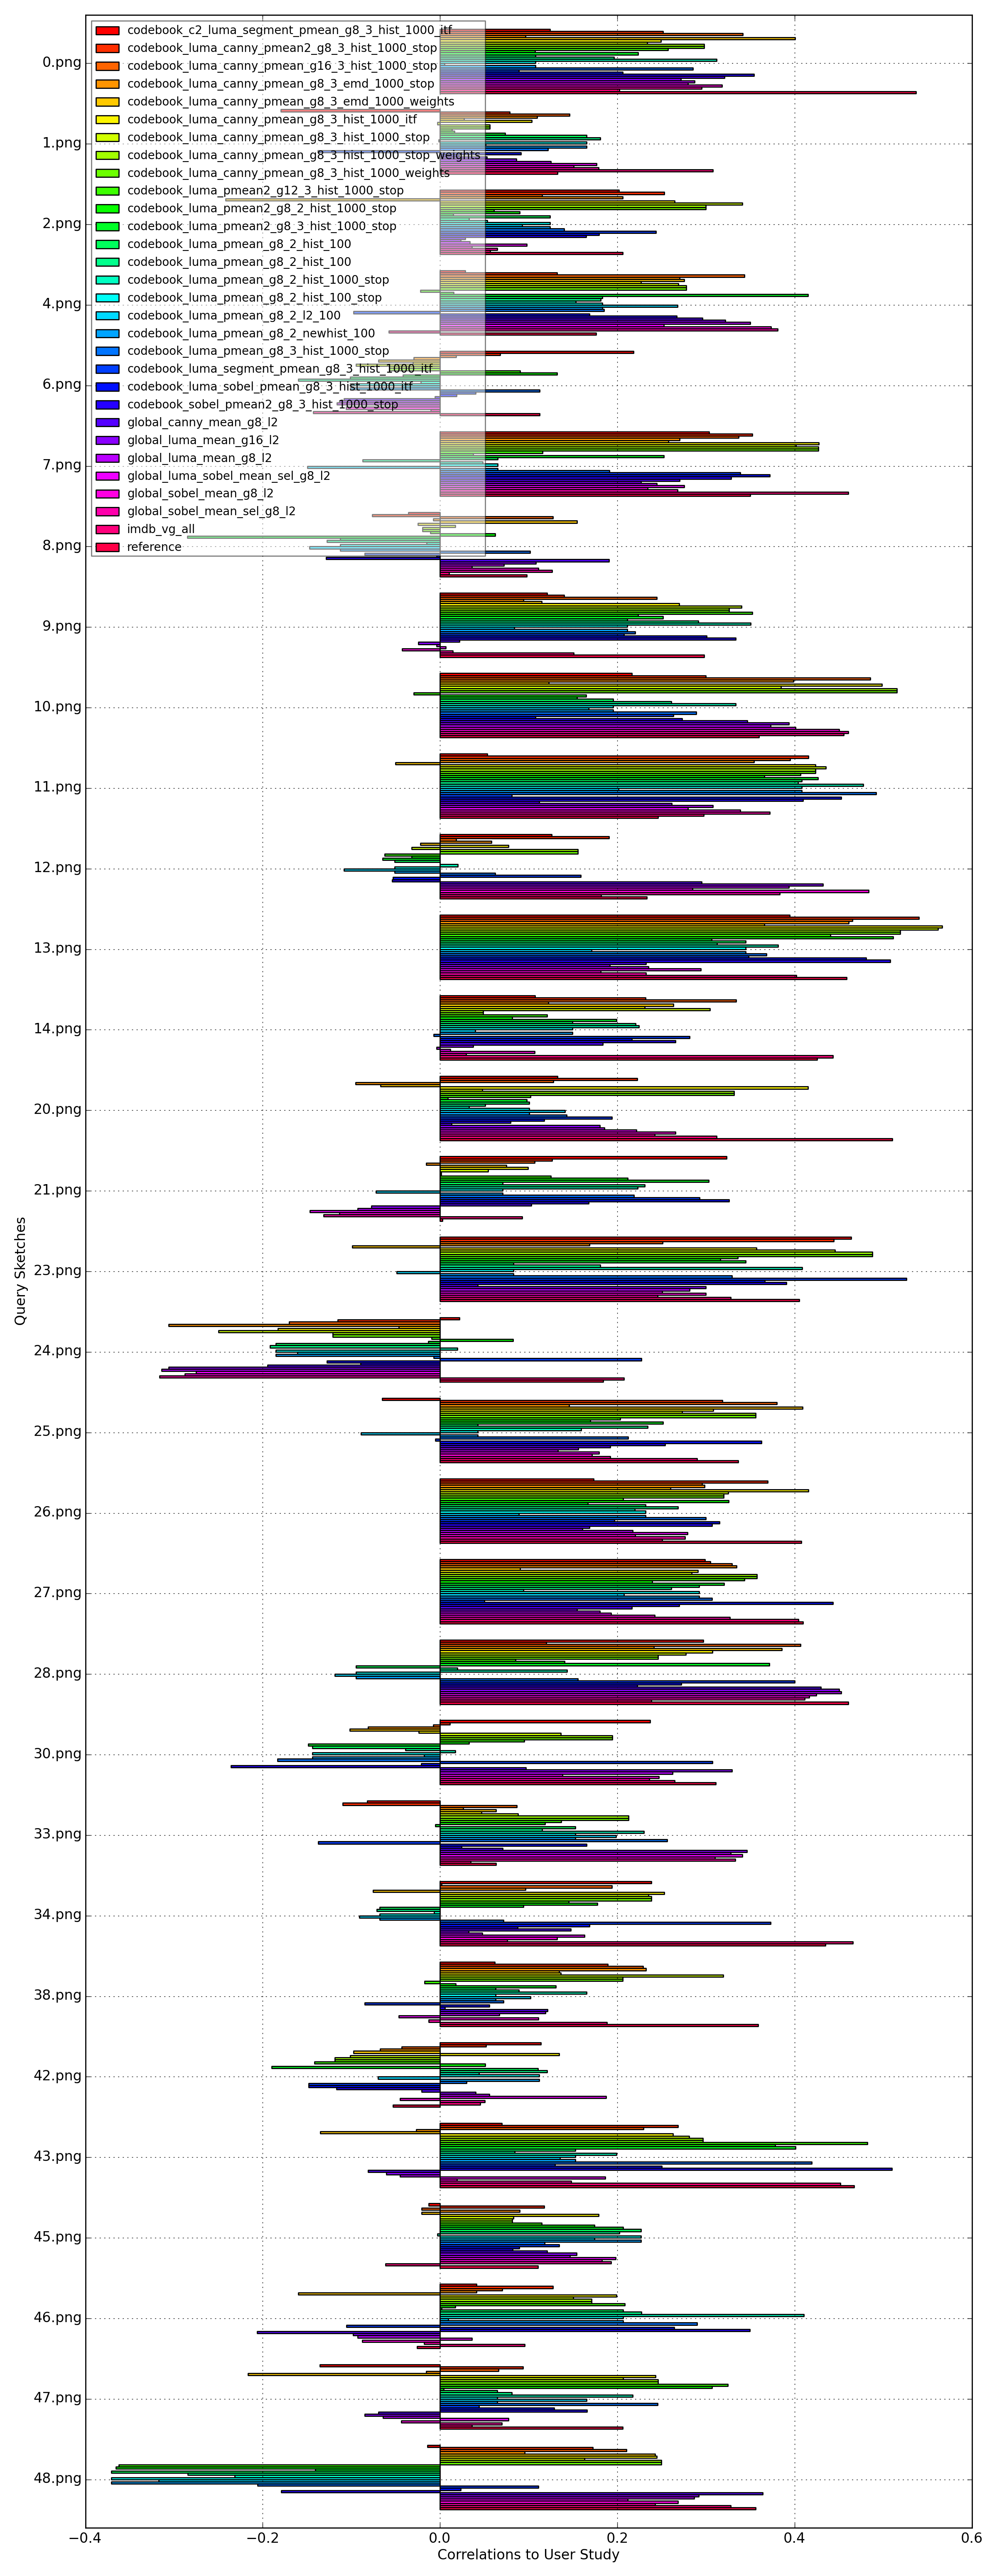 codebook_c2_luma_segment_pmean_g8_3_hist_1000_itf
codebook_luma_canny_pmean2_g8_3_hist_1000_stop
codebook_luma_canny_pmean_g16_3_hist_1000_stop
codebook_luma_canny_pmean_g8_3_emd_1000_stop
codebook_luma_canny_pmean_g8_3_emd_1000_weights
codebook_luma_canny_pmean_g8_3_hist_1000_itf
codebook_luma_canny_pmean_g8_3_hist_1000_stop
codebook_luma_canny_pmean_g8_3_hist_1000_stop_weights
codebook_luma_canny_pmean_g8_3_hist_1000_weights
codebook_luma_pmean2_g12_3_hist_1000_stop
codebook_luma_pmean2_g8_2_hist_1000_stop
codebook_luma_pmean2_g8_3_hist_1000_stop
codebook_luma_pmean_g8_2_hist_100
codebook_luma_pmean_g8_2_hist_100
codebook_luma_pmean_g8_2_hist_1000_stop
codebook_luma_pmean_g8_2_hist_100_stop
codebook_luma_pmean_g8_2_l2_100
codebook_luma_pmean_g8_2_newhist_100
codebook_luma_pmean_g8_3_hist_1000_stop
codebook_luma_segment_pmean_g8_3_hist_1000_itf
codebook_luma_sobel_pmean_g8_3_hist_1000_itf
codebook_sobel_pmean2_g8_3_hist_1000_stop
global_canny_mean_g8_l2
global_luma_mean_g16_l2
global_luma_mean_g8_l2
global_luma_sobel_mean_sel_g8_l2
global_sobel_mean_g8_l2
global_sobel_mean_sel_g8_l2
imdb_vg_all
reference
0.png
1.png
2.png
4.png
6.png
7.png
8.png
9.png
10.png
11.png
12.png
13.png
14.png
20.png
21.png
23.png
24.png
25.png
26.png
27.png
28.png
30.png
33.png
34.png
38.png
42.png
43.png
45.png
46.png
47.png
48.png
Query Sketches
−0.4 −0.2 0.0 0.2 0.4 0.6
Correlations to User Study